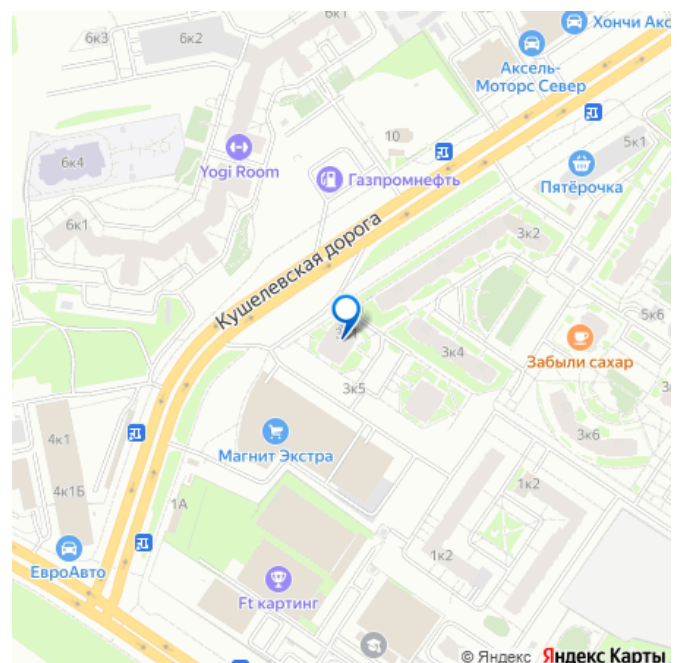 6к3
6к2
6к1
Хончи Акс
Аксель-
Моторс Север
10
5к1
Yogi Room
6к4
Газпромнефть
Пятёрочка
6к1
Кушелевская дорога
3к2
5к6
3к4
Забыли сахар
3к5
4к1
Магнит Экстра
3к6
4к1Б
1А
1к2
1к2
ЕвроАвто
Ft картинг
© Яндекс Яндекс Карты